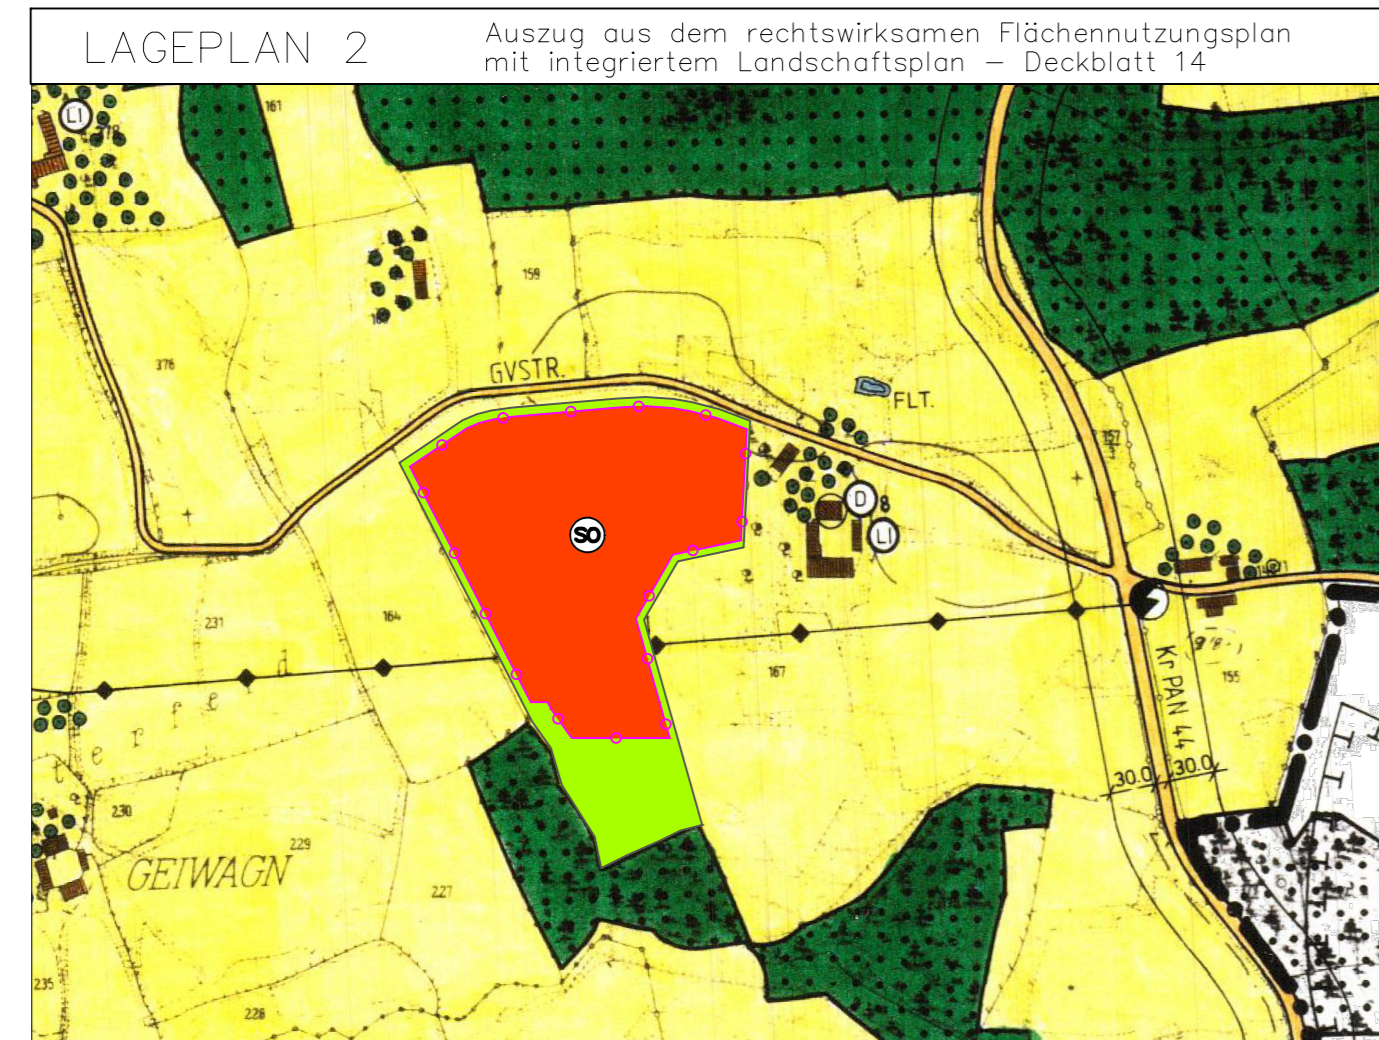 LAGEPLAN 2
Auszug aus dem rechtswirksamen Flächennutzungsplan
mit integriertem Landschaftsplan – Deckblatt 14
LI
161
159
376
GVSTR.
FLT.
157
D
8
LI
SO
231
164
167
155
Kr PAN 44
30.0
30.0
t e r f e l d
230
229
GEIWAGN
227
235
228